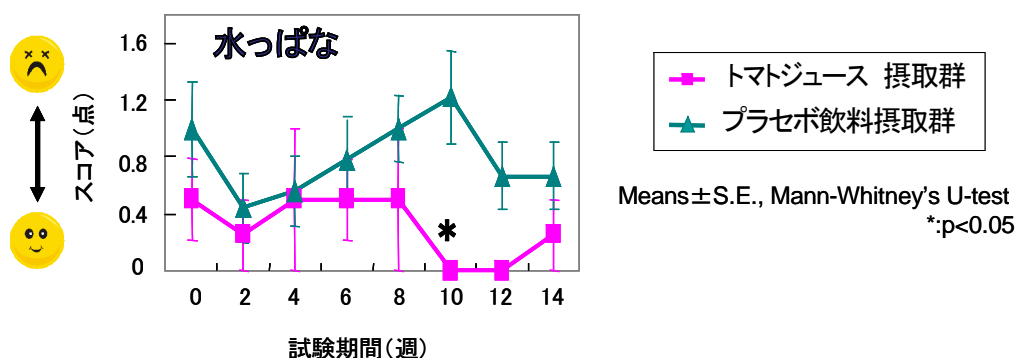 水っぱな
スコア(点)
1.6
1.2
0.8
0.4
0
0 2 4 6 8 10 12 14
*
試験期間(週)
トマトジュース 摂取群
プラセボ飲料摂取群
Means±S.E., Mann-Whitney's U-test
*:p<0.05